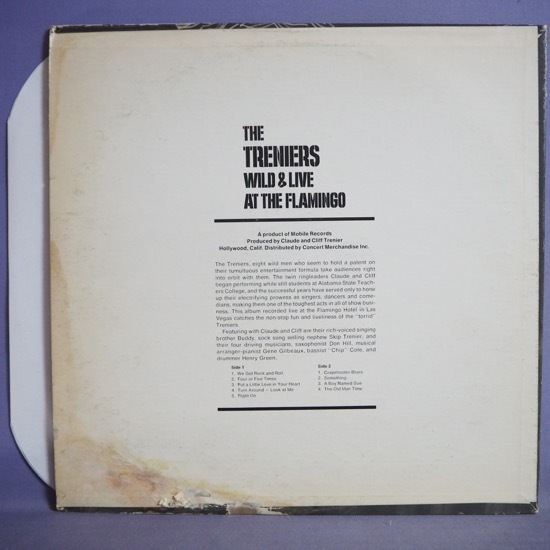 THE
TRENIERS
WILD & LIVE
AT THE FLAMINGO
A product of Mobile Records
Produced by Claude and Cliff Trenier
Hollywood, Calif. Distributed by Concert Merchandise Inc.
The Treniers, eight wild men who seem to hold a patent on
their tumultuous entertainment formula take audiences right
into orbit with them. The twin ringleaders Claude and Cliff
began performing while still students at Alabama State Teach-
ers College, and the successful years have served only to hone
up their electrifying prowess as singers, dancers and come-
dians, making them one of the toughest acts in all of show busi-
ness. This album recorded live at the Flamingo Hotel in Las
Vegas catches the non-stop fun and liveliness of the "torrid"
Treniers.
Featuring with Claude and Cliff are their rich-voiced singing
brother Buddy, sock song selling nephew Skip Trenier, and
their four driving musicians, saxophonist Don Hill, musical
arranger-pianist Gene Gilbeaux, bassist "Chip" Cole, and
drummer Henry Green.
Side 1
1. We Got Rock and Roll
2. Four or Five Times
3. Put a Little Love in Your Heart
4. Turn Around - Look at Me
5. Poon
Side 2
1. Coppin Blues
2. Something
3. A Boy Named Sue
4. The Old Man Time